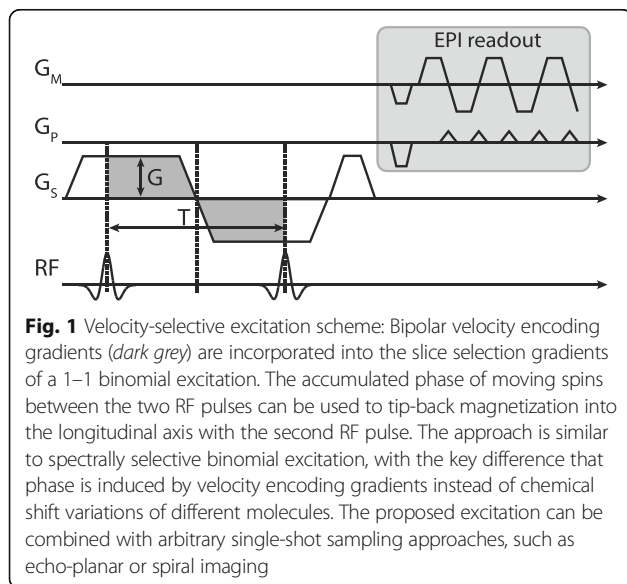 EPI readout
G_M
G_P
G_S
G
T
RF
Fig. 1 Velocity-selective excitation scheme: Bipolar velocity encoding
gradients (dark grey) are incorporated into the slice selection gradients
of a 1–1 binomial excitation. The accumulated phase of moving spins
between the two RF pulses can be used to tip-back magnetization into
the longitudinal axis with the second RF pulse. The approach is similar
to spectrally selective binomial excitation, with the key difference that
phase is induced by velocity encoding gradients instead of chemical
shift variations of different molecules. The proposed excitation can be
combined with arbitrary single-shot sampling approaches, such as
echo-planar or spiral imaging